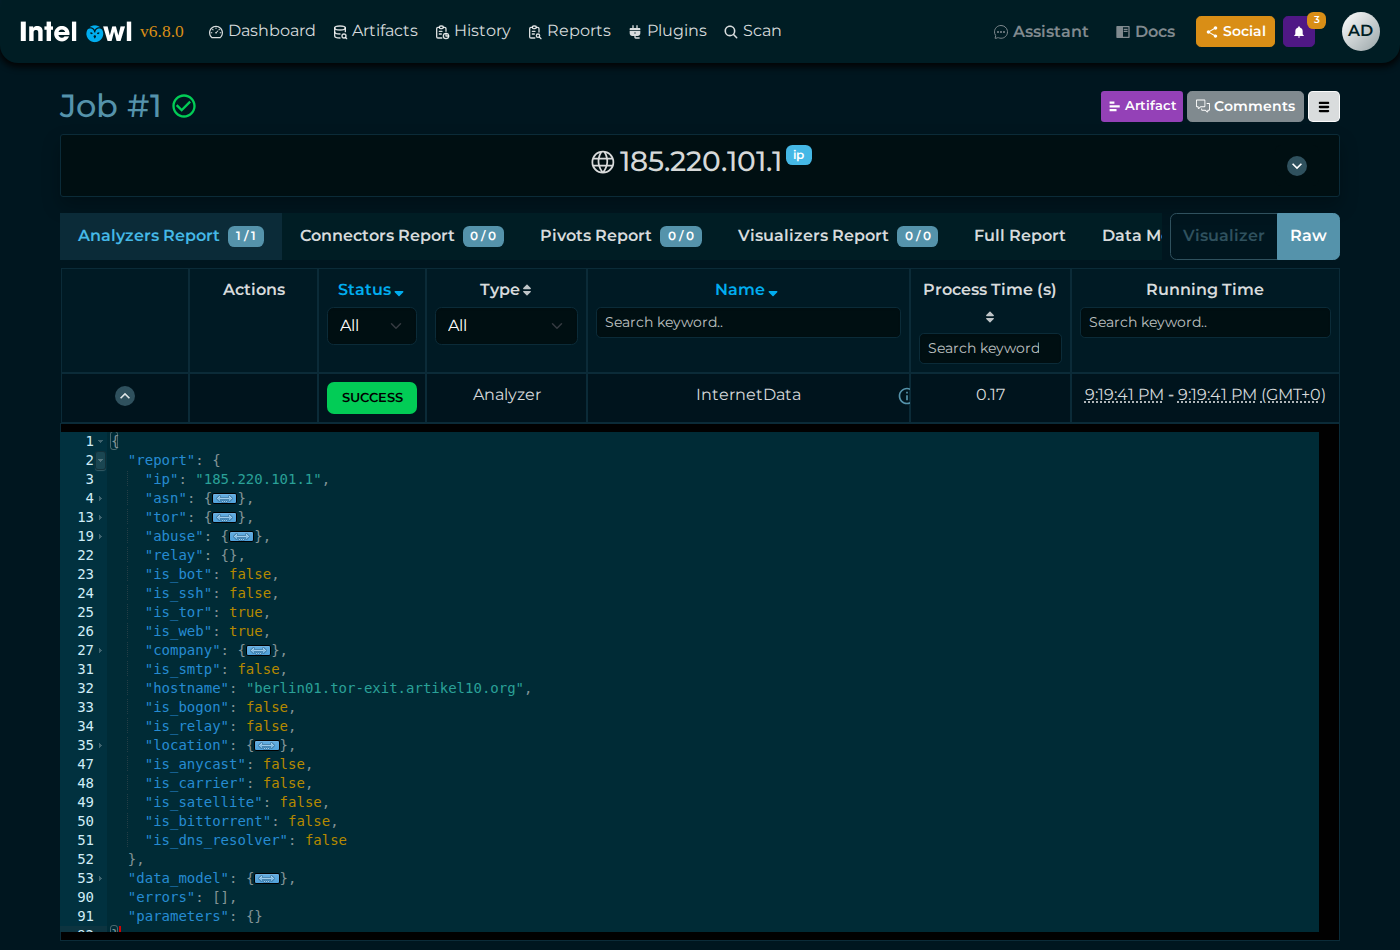 Intel Owl v6.8.0 Dashboard Artifacts History Reports Plugins Scan Assistant Docs Social 3 AD
Job #1 Artifact Comments
185.220.101.1 ip
Analyzers Report 1/1 Connectors Report 0/0 Pivots Report 0/0 Visualizers Report 0/0 Full Report Data M Visualizer Raw
Actions Status Type Name Process Time (s) Running Time
All All Search keyword.. Search keyword Search keyword..
SUCCESS Analyzer InternetData 0.17 9:19:41 PM - 9:19:41 PM (GMT+0)
1 {
2 "report": {
3 "ip": "185.220.101.1",
4 "asn": {},
13 "tor": {},
19 "abuse": {},
22 "relay": {},
23 "is_bot": false,
24 "is_ssh": false,
25 "is_tor": true,
26 "is_web": true,
27 "company": {},
31 "is_smtp": false,
32 "hostname": "berlin01.tor-exit.artikel10.org",
33 "is_bogon": false,
34 "is_relay": false,
35 "location": {},
47 "is_anycast": false,
48 "is_carrier": false,
49 "is_satellite": false,
50 "is_bittorrent": false,
51 "is_dns_resolver": false
52 },
53 "data_model": {},
90 "errors": [],
91 "parameters": {}